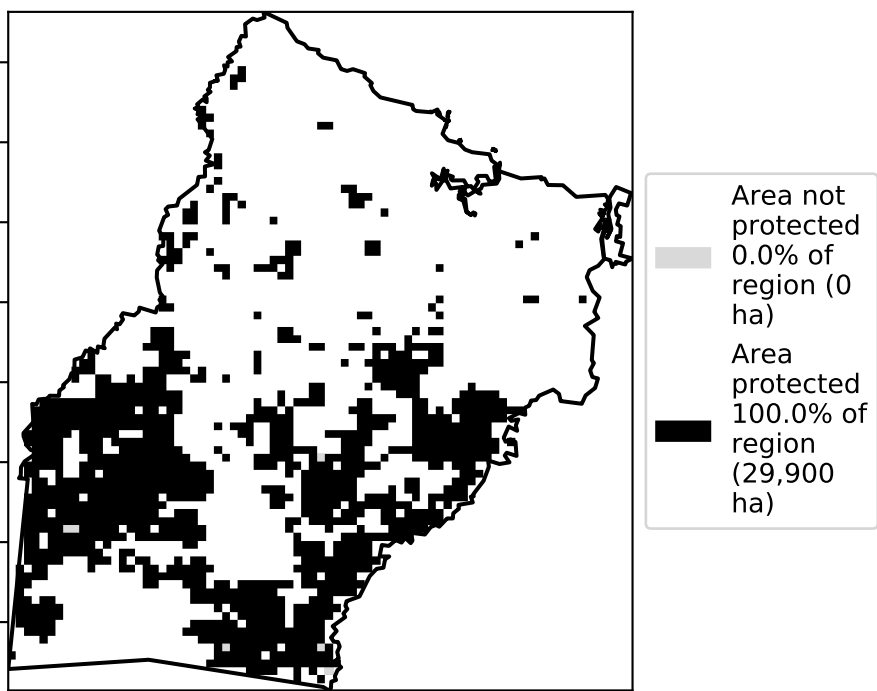 Area not
protected
0.0% of
region (0
ha)
Area
protected
100.0% of
region
(29,900
ha)